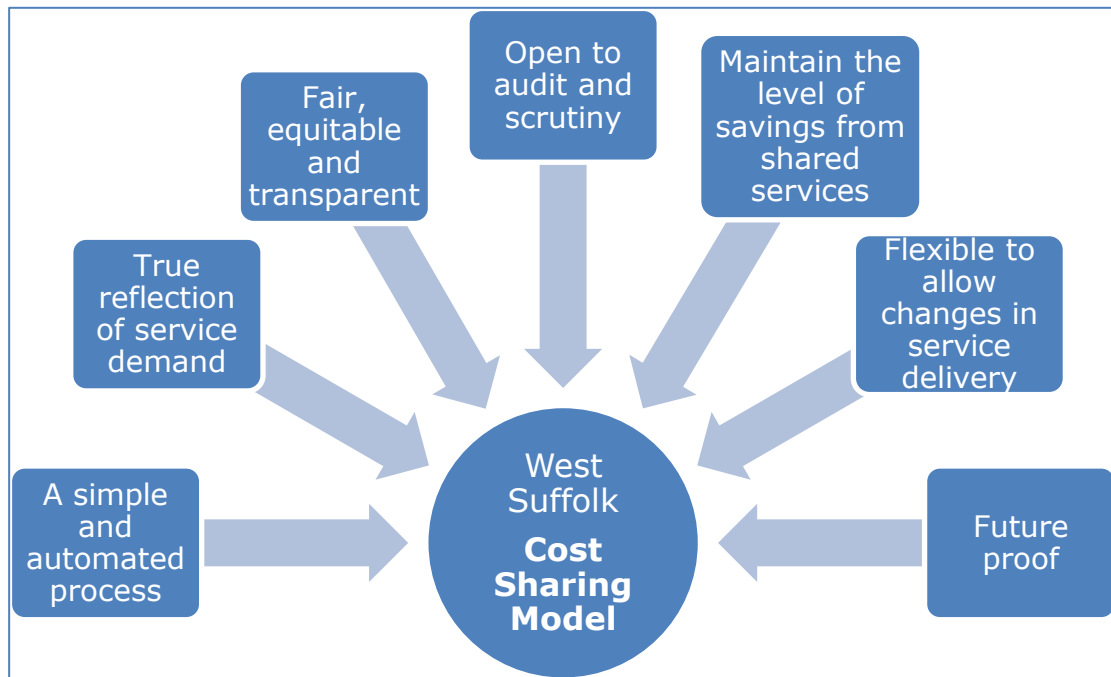 A simple
and
automated
process
True
reflection
of service
demand
Fair,
equitable
and
transparent
Open to
audit and
scrutiny
Maintain the
level of
savings from
shared
services
Flexible to
allow
changes in
service
delivery
Future
proof
West
Suffolk
Cost
Sharing
Model